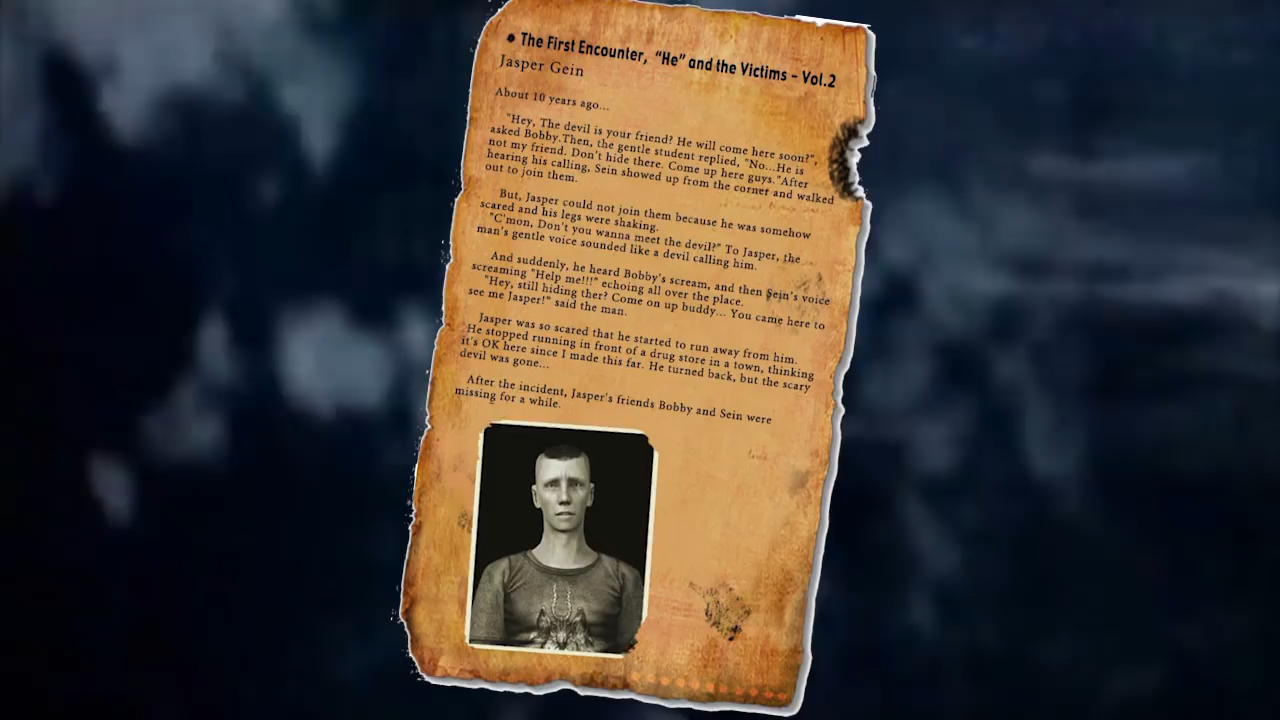 • The First Encounter, “He” and the Victims – Vol.2
Jasper Gein
About 10 years ago...
"Hey, The devil is your friend? He will come here soon?",
asked Bobby.Then, the gentle student replied, "No...He is
not my friend. Don't hide there. Come up here guys."After
hearing his calling, Sein showed up from the corner and walked
out to join them.
But, Jasper could not join them because he was somehow
scared and his legs were shaking.
"C'mon, Don't you wanna meet the devil?" To Jasper, the
man's gentle voice sounded like a devil calling him.
And suddenly, he heard Bobby's scream, and then Sein's voice
screaming "Help me!!!" echoing all over the place.
"Hey, still hiding ther? Come on up buddy... You came here to
see me Jasper!" said the man.
Jasper was so scared that he started to run away from him.
He stopped running in front of a drug store in a town, thinking
it's OK here since I made this far. He turned back, but the scary
devil was gone...
After the incident, Jasper's friends Bobby and Sein were
missing for a while.